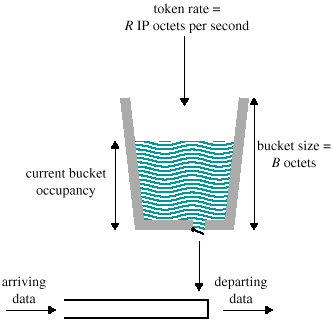 token rate =
R IP octets per second
bucket size =
B octets
current bucket
occupancy
arriving
data
departing
data